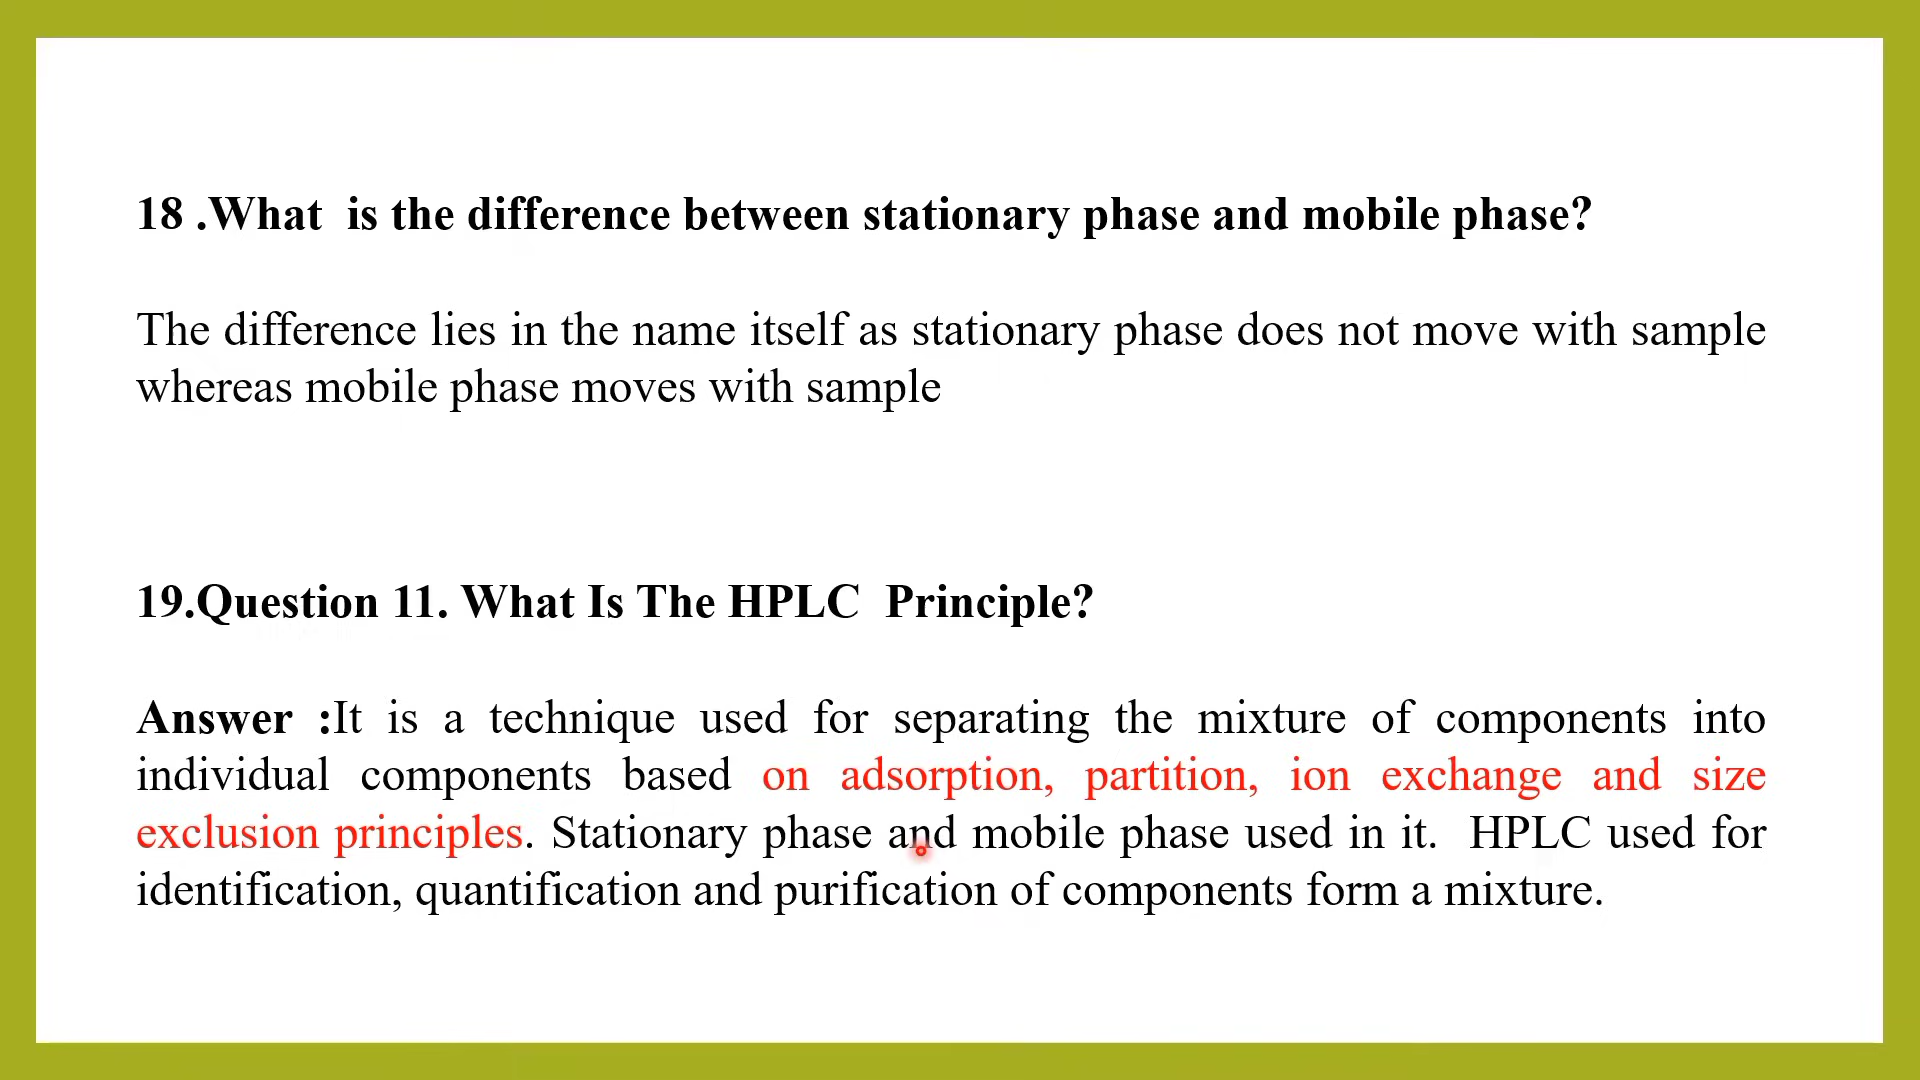 18 .What  is the difference between stationary phase and mobile phase?
The difference lies in the name itself as stationary phase does not move with sample
whereas mobile phase moves with sample
19.Question 11. What Is The HPLC  Principle?
Answer :It is a technique used for separating the mixture of components into
individual components based on adsorption, partition, ion exchange and size
exclusion principles. Stationary phase and mobile phase used in it.  HPLC used for
identification, quantification and purification of components form a mixture.